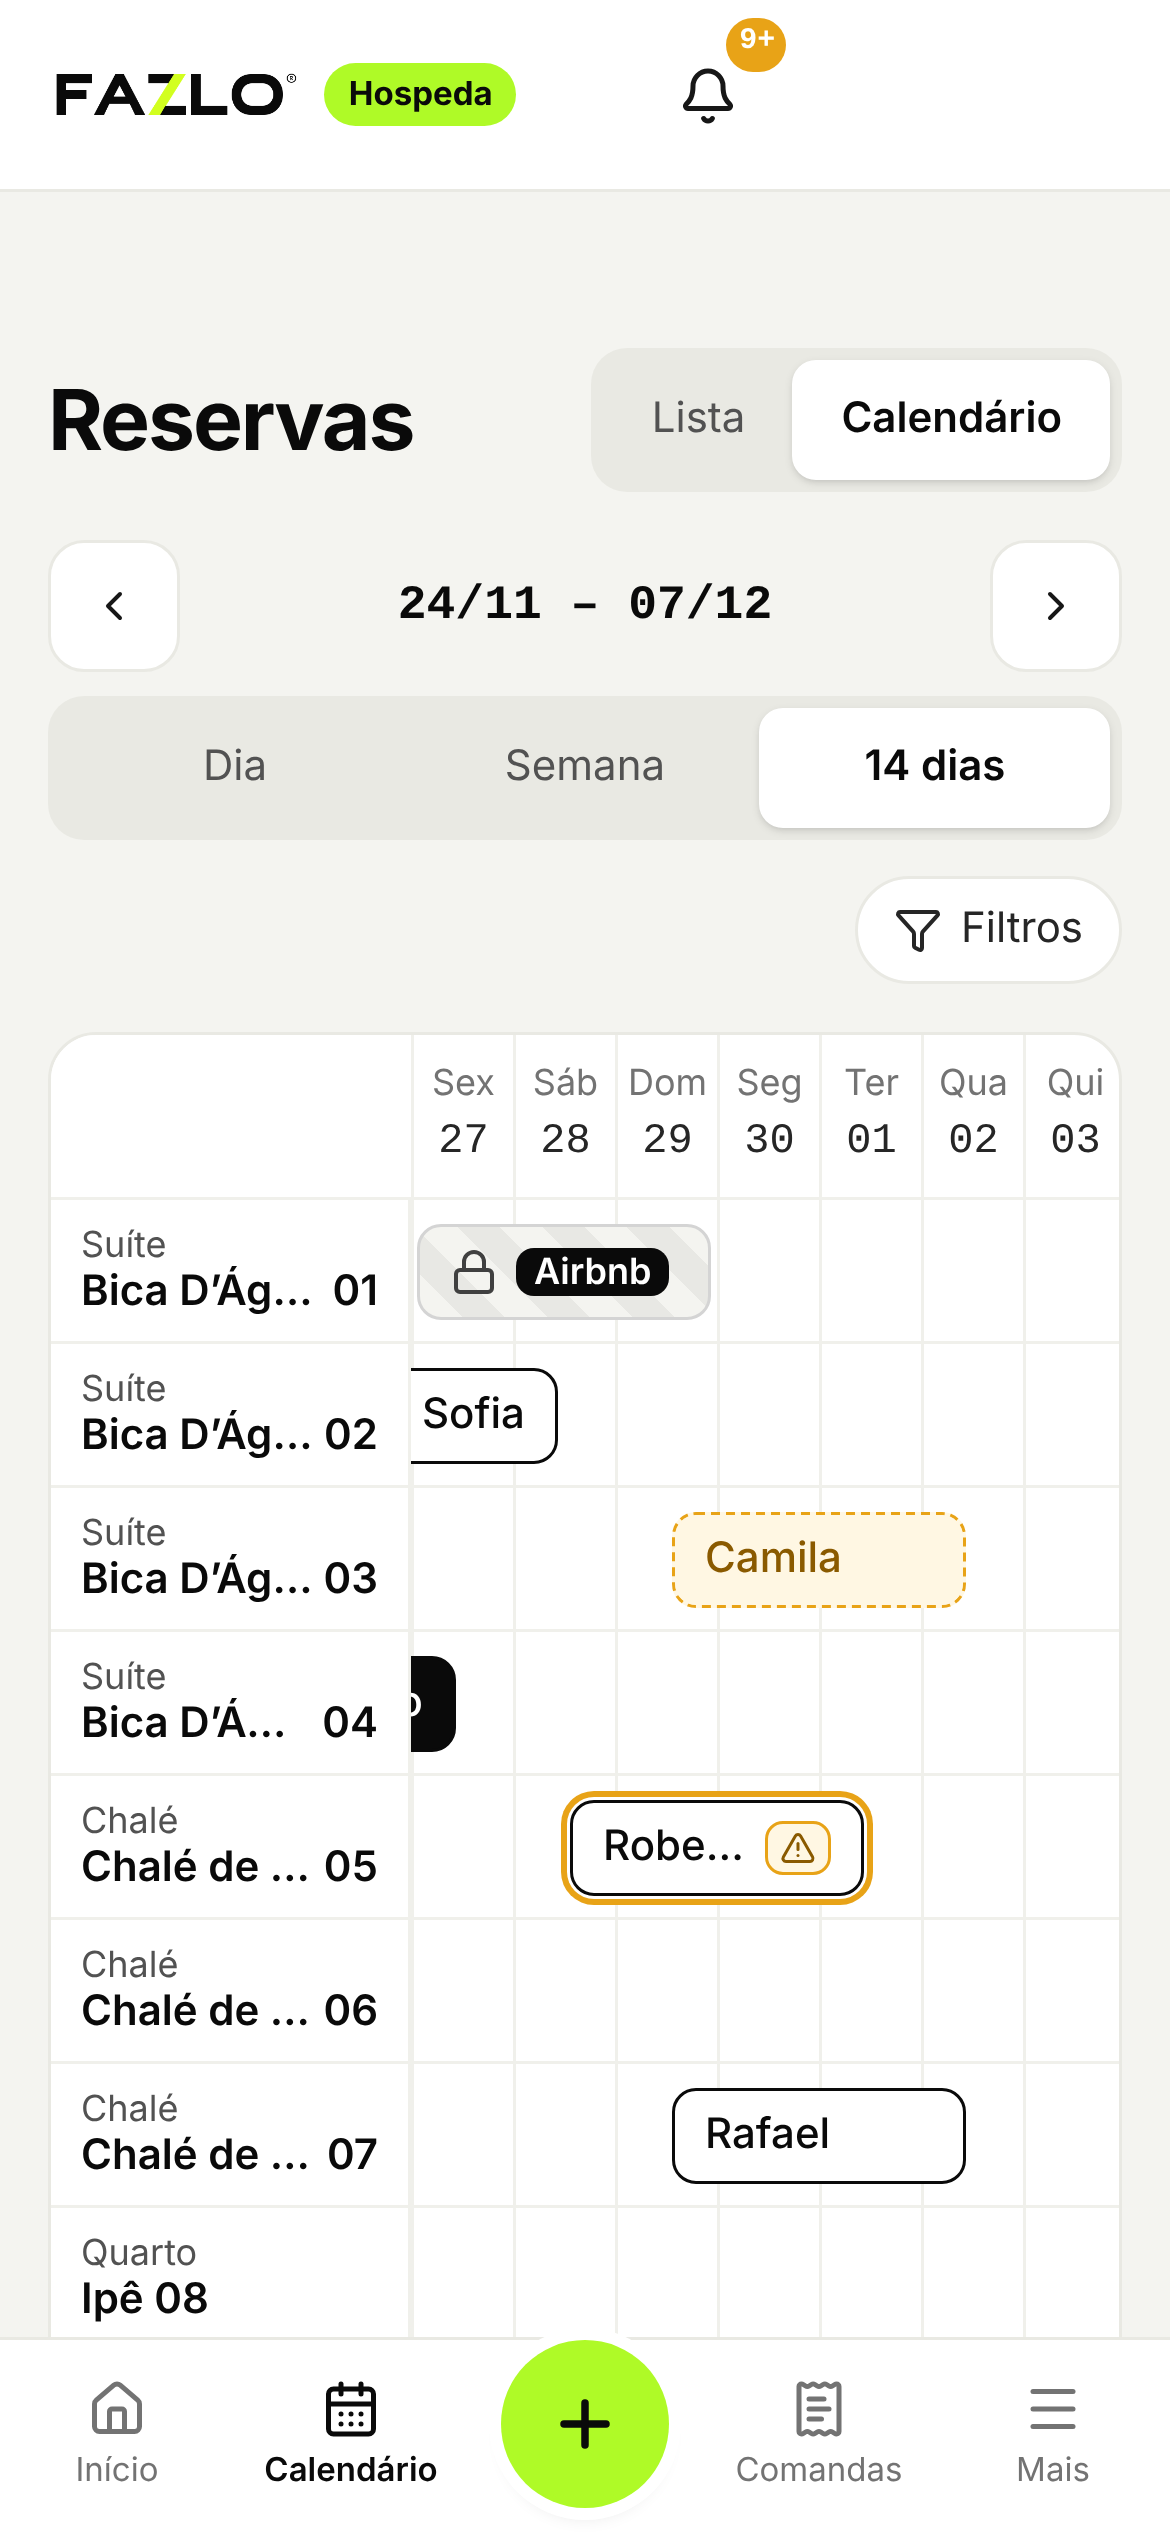 FAZLO® Hospeda 9+
Reservas Lista Calendário
24/11 – 07/12
Dia Semana 14 dias
Filtros
Sex Sáb Dom Seg Ter Qua Qui
27 28 29 30 01 02 03
Suíte
Bica D’Ág... 01 Airbnb
Suíte
Bica D’Ág... 02 Sofia
Suíte
Bica D’Ág... 03 Camila
Suíte
Bica D’Á... 04
Chalé
Chalé de ... 05 Robe...
Chalé
Chalé de ... 06
Chalé
Chalé de ... 07 Rafael
Quarto
Ipê 08
Início Calendário Comandas Mais